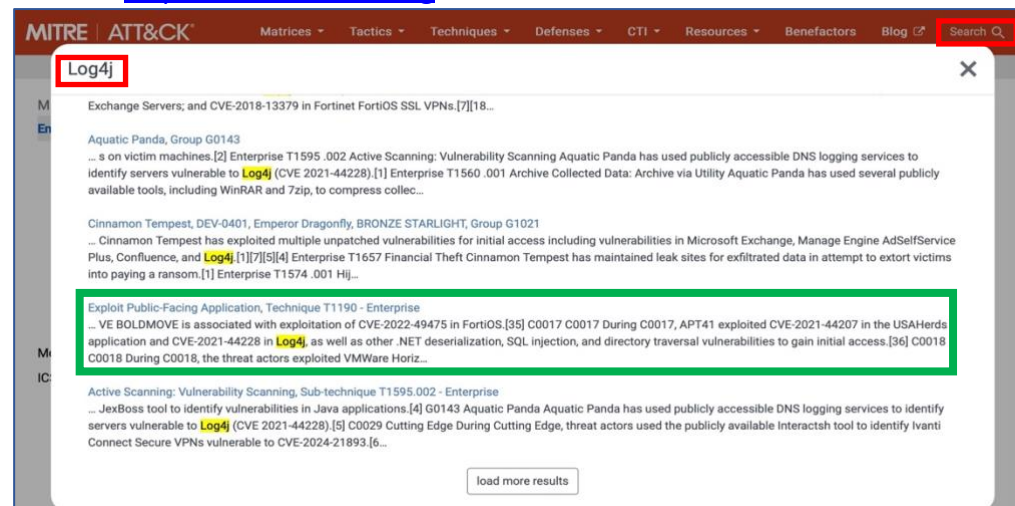 MITRE | ATT&CK®
Matrices
Tactics
Techniques
Defenses
CTI
Resources
Benefactors
Blog
Search
Log4j
M
Exchange Servers; and CVE-2018-13379 in Fortinet FortiOS SSL VPNs.[7][18...
En
Aquatic Panda, Group G0143
... s on victim machines.[2] Enterprise T1595 .002 Active Scanning: Vulnerability Scanning Aquatic Panda has used publicly accessible DNS logging services to
identify servers vulnerable to Log4j (CVE 2021-44228).[1] Enterprise T1560 .001 Archive Collected Data: Archive via Utility Aquatic Panda has used several publicly
available tools, including WinRAR and 7zip, to compress collec...
Cinnamon Tempest, DEV-0401, Emperor Dragonfly, BRONZE STARLIGHT, Group G1021
... Cinnamon Tempest has exploited multiple unpatched vulnerabilities for initial access including vulnerabilities in Microsoft Exchange, Manage Engine AdSelfService
Plus, Confluence, and Log4j.[1][7][5][4] Enterprise T1657 Financial Theft Cinnamon Tempest has maintained leak sites for exfiltrated data in attempt to extort victims
into paying a ransom.[1] Enterprise T1574 .001 Hij...
Exploit Public-Facing Application, Technique T1190 - Enterprise
... VE BOLDMOVE is associated with exploitation of CVE-2022-49475 in FortiOS.[35] C0017 C0017 During C0017, APT41 exploited CVE-2021-44207 in the USAHerds
application and CVE-2021-44228 in Log4j, as well as other .NET deserialization, SQL injection, and directory traversal vulnerabilities to gain initial access.[36] C0018
Mo
C0018 During C0018, the threat actors exploited VMWare Horiz...
IC
Active Scanning: Vulnerability Scanning, Sub-technique T1595.002 - Enterprise
... JexBoss tool to identify vulnerabilities in Java applications.[4] G0143 Aquatic Panda Aquatic Panda has used publicly accessible DNS logging services to identify
servers vulnerable to Log4j (CVE 2021-44228).[5] C0029 Cutting Edge During Cutting Edge, threat actors used the publicly available Interactsh tool to identify Ivanti
Connect Secure VPNs vulnerable to CVE-2024-21893.[6...
load more results